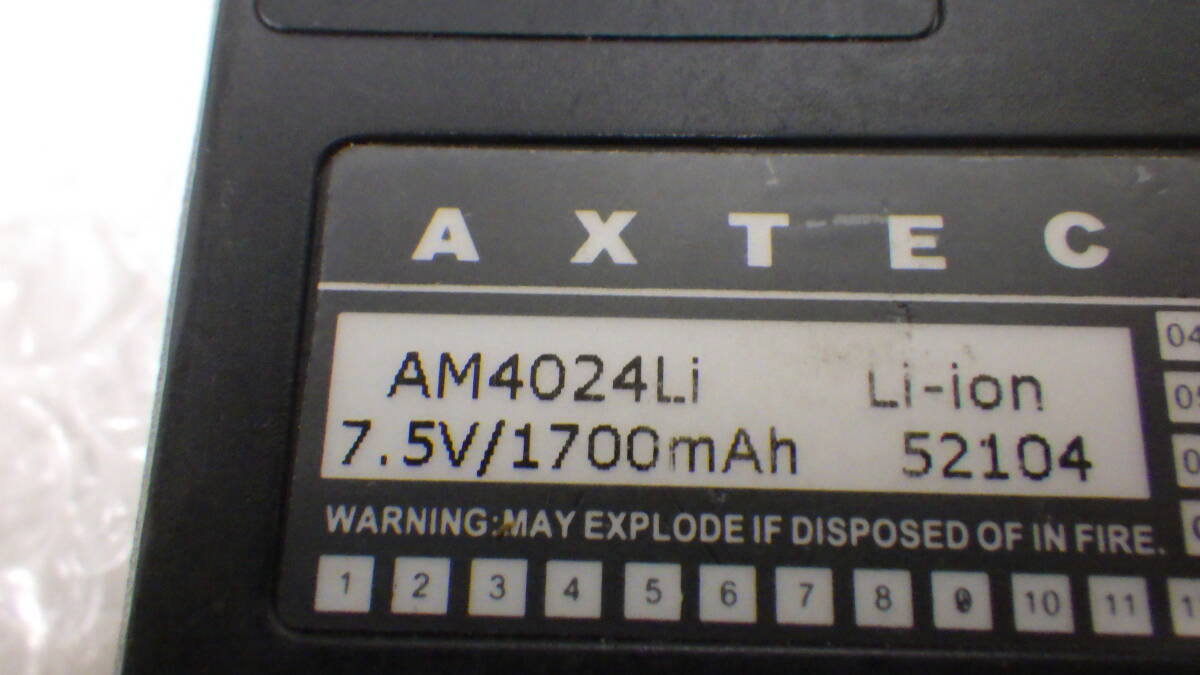 AXTEC
AM4024Li Li-ion
7.5V/1700mAh 52104
WARNING:MAY EXPLODE IF DISPOSED OF IN FIRE.
1 2 3 4 5 6 7 8 9 10 11
04